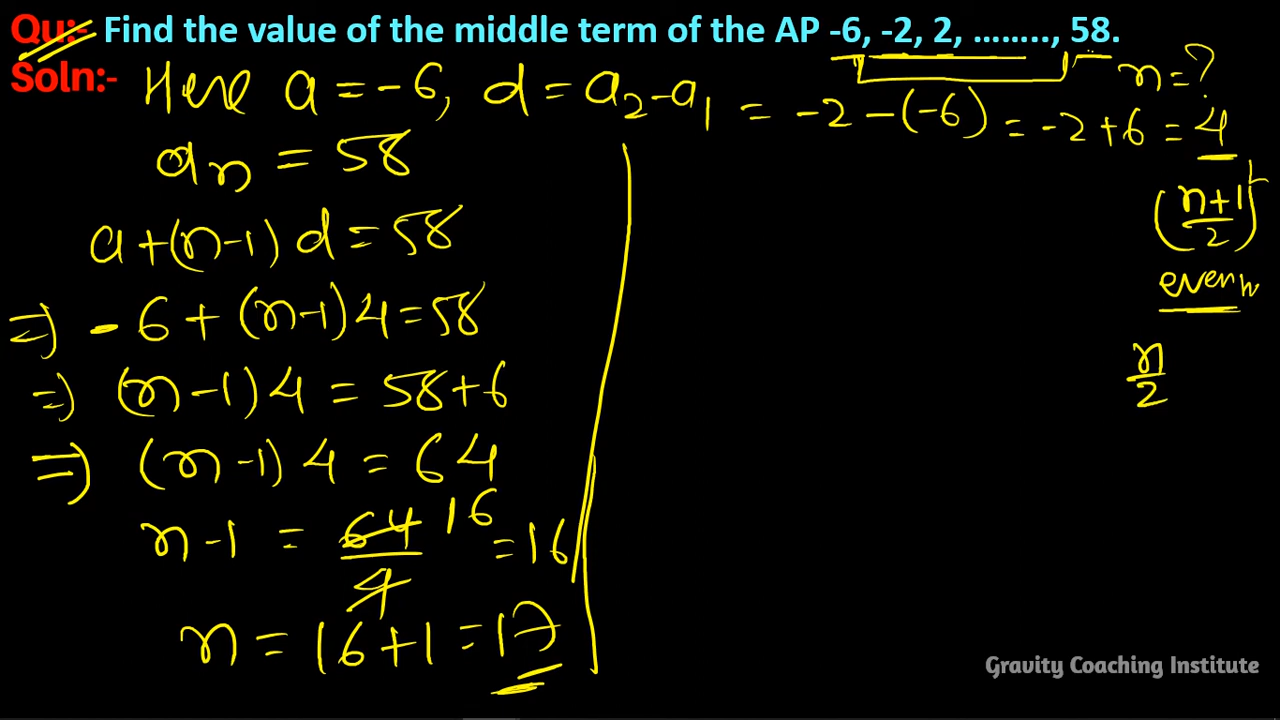 Qu:- Find the value of the middle term of the AP -6, -2, 2, …….., 58.
Soln:- Here a = -6, d = a₂ - a₁ = -2 - (-6) = -2 + 6 = 4
n = ?
aₙ = 58
a + (n-1) d = 58
=) -6 + (n-1) 4 = 58
=) (n-1) 4 = 58 + 6
=) (n-1) 4 = 64
n-1 = 64/4 16 = 16
n = 16 + 1 = 17
(n+1/2)
even
n/2
Gravity Coaching Institute